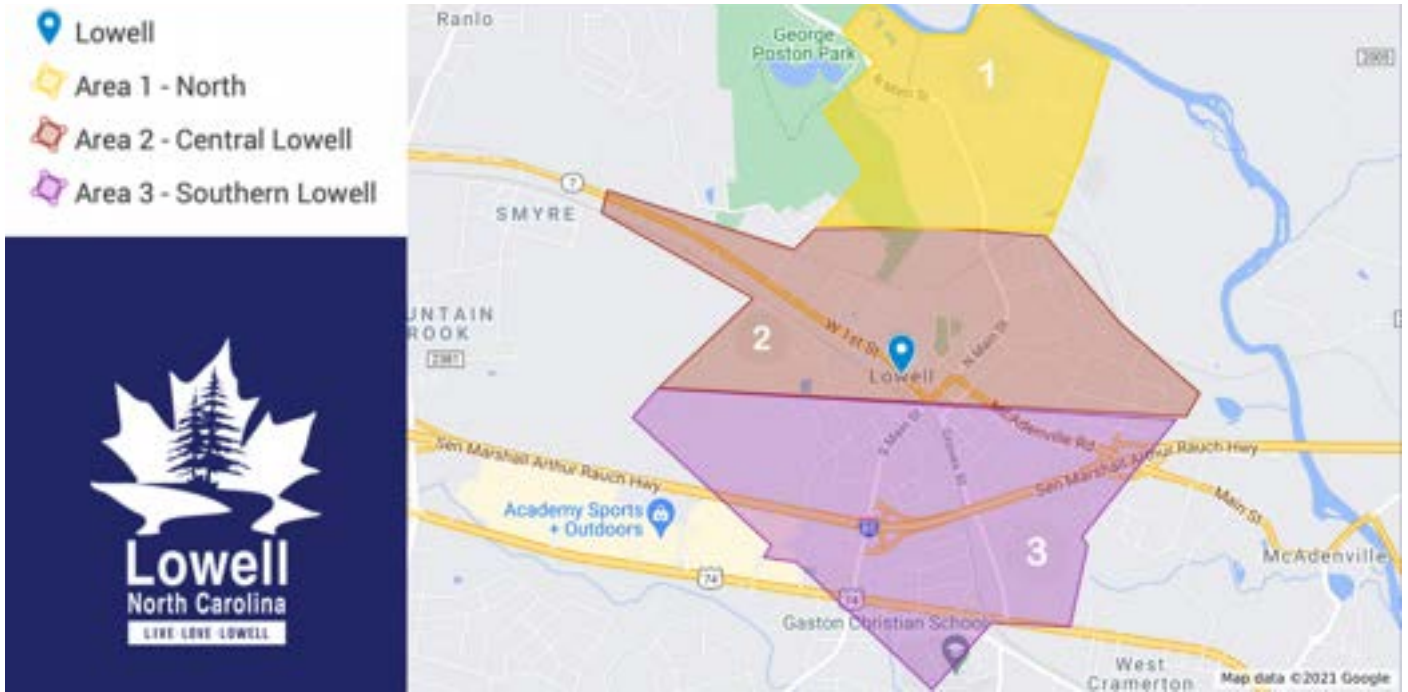 Lowell
Area 1 - North
Area 2 - Central Lowell
Area 3 - Southern Lowell
Lowell
North Carolina
LIVE·LOVE·LOWELL
Ranlo
George
Poston Park
N Main St
1
7
SMYRE
UNTAIN
ROOK
2
W 1st St
Lowell
N Main St
McAdenville Rd
S Main St
Sen Marshall Arthur Rauch Hwy
Sen Marshall Arthur Rauch Hwy
Main St
Academy Sports
+ Outdoors
3
McAdenville
74
74
Gaston Christian School
West
Cramerton
Map data ©2021 Google